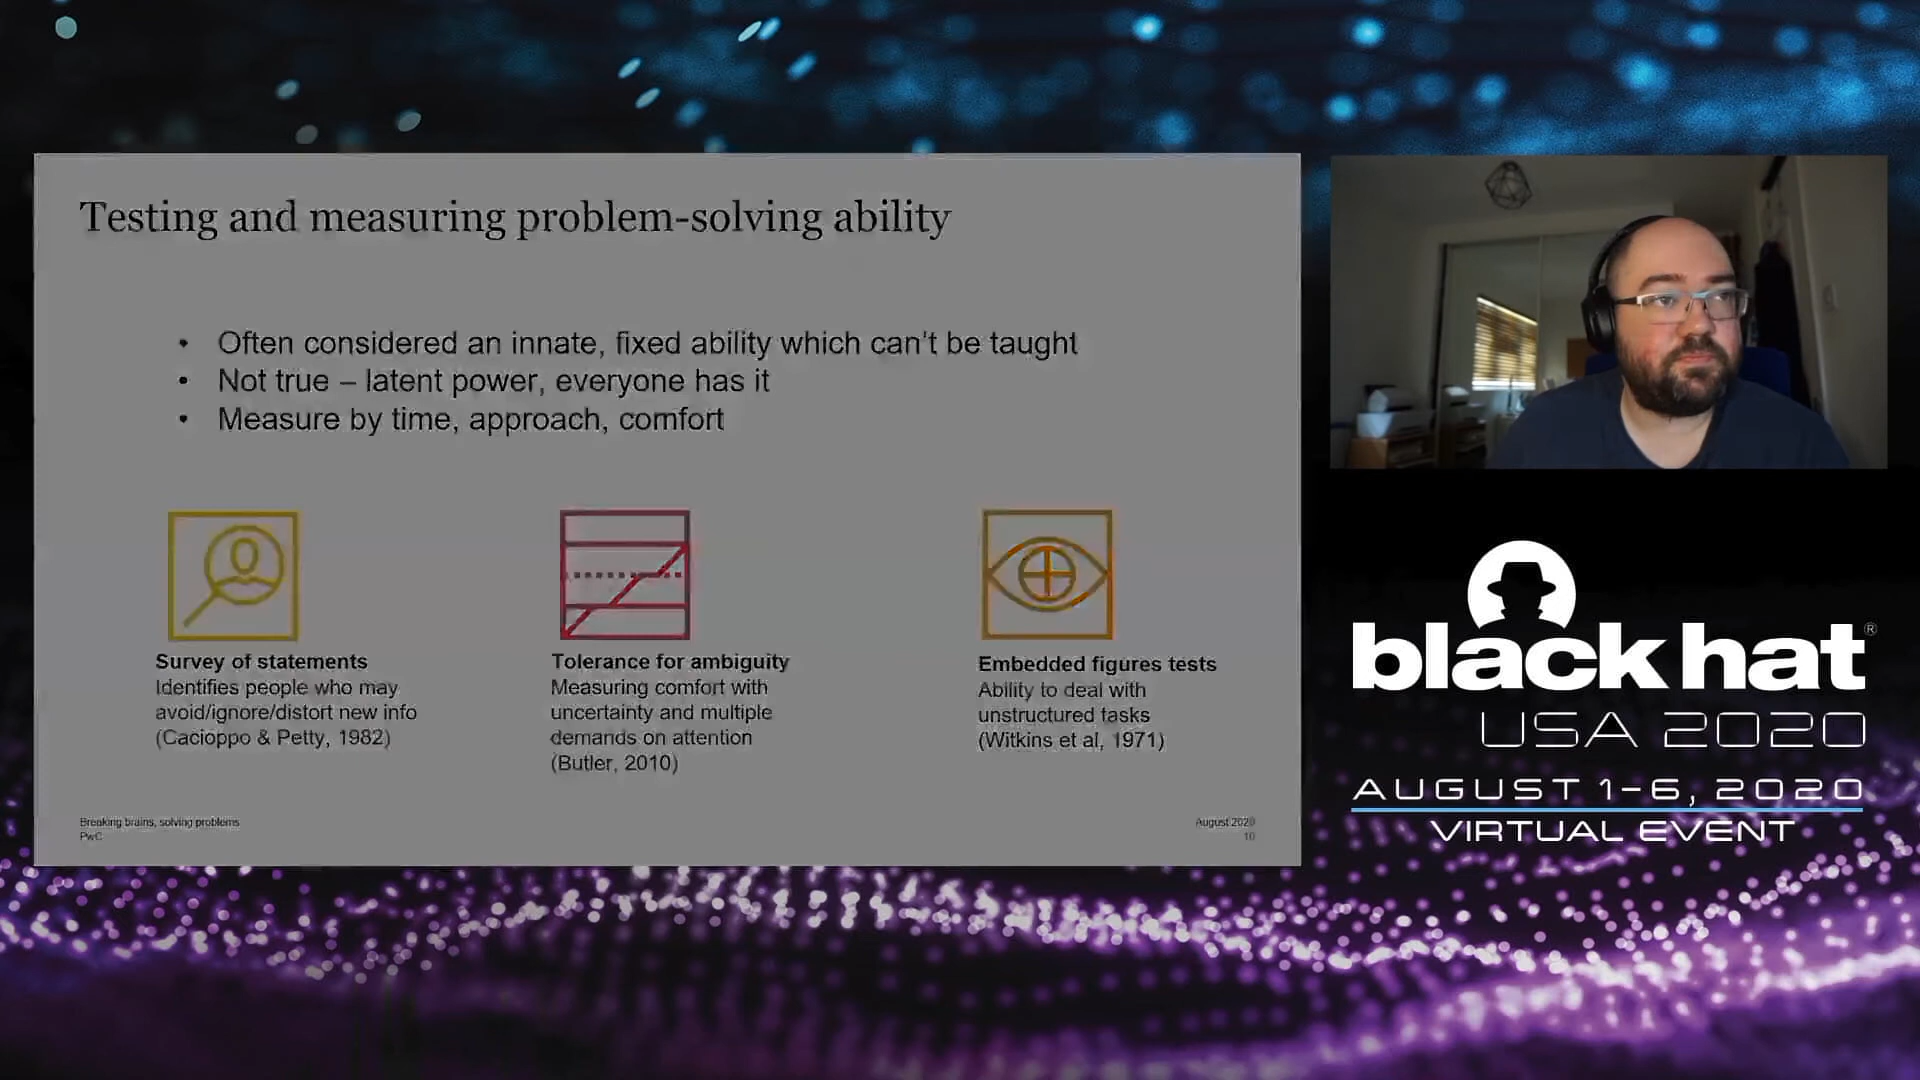 Testing and measuring problem-solving ability
• Often considered an innate, fixed ability which can't be taught
• Not true – latent power, everyone has it
• Measure by time, approach, comfort
Survey of statements
Identifies people who may
avoid/ignore/distort new info
(Cacioppo & Petty, 1982)
Tolerance for ambiguity
Measuring comfort with
uncertainty and multiple
demands on attention
(Butler, 2010)
Embedded figures tests
Ability to deal with
unstructured tasks
(Witkins et al, 1971)
Breaking brains, solving problems
PwC
August 2020
10
black hat®
USA 2020
AUGUST 1-6, 2020
VIRTUAL EVENT